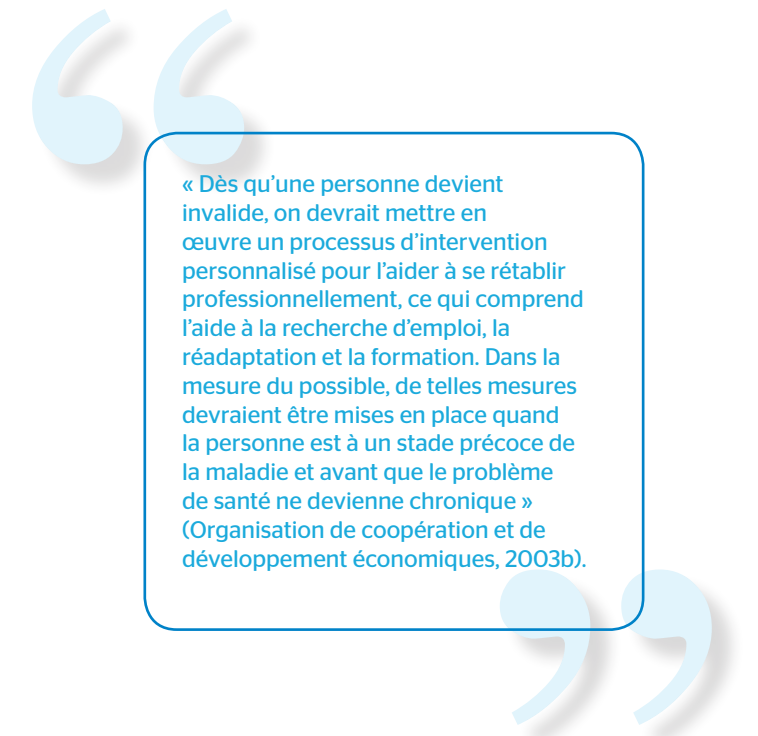 « Dès qu’une personne devient
invalide, on devrait mettre en
œuvre un processus d’intervention
personnalisé pour l’aider à se rétablir
professionnellement, ce qui comprend
l’aide à la recherche d’emploi, la
réadaptation et la formation. Dans la
mesure du possible, de telles mesures
devraient être mises en place quand
la personne est à un stade précoce de
la maladie et avant que le problème
de santé ne devienne chronique »
(Organisation de coopération et de
développement économiques, 2003b).